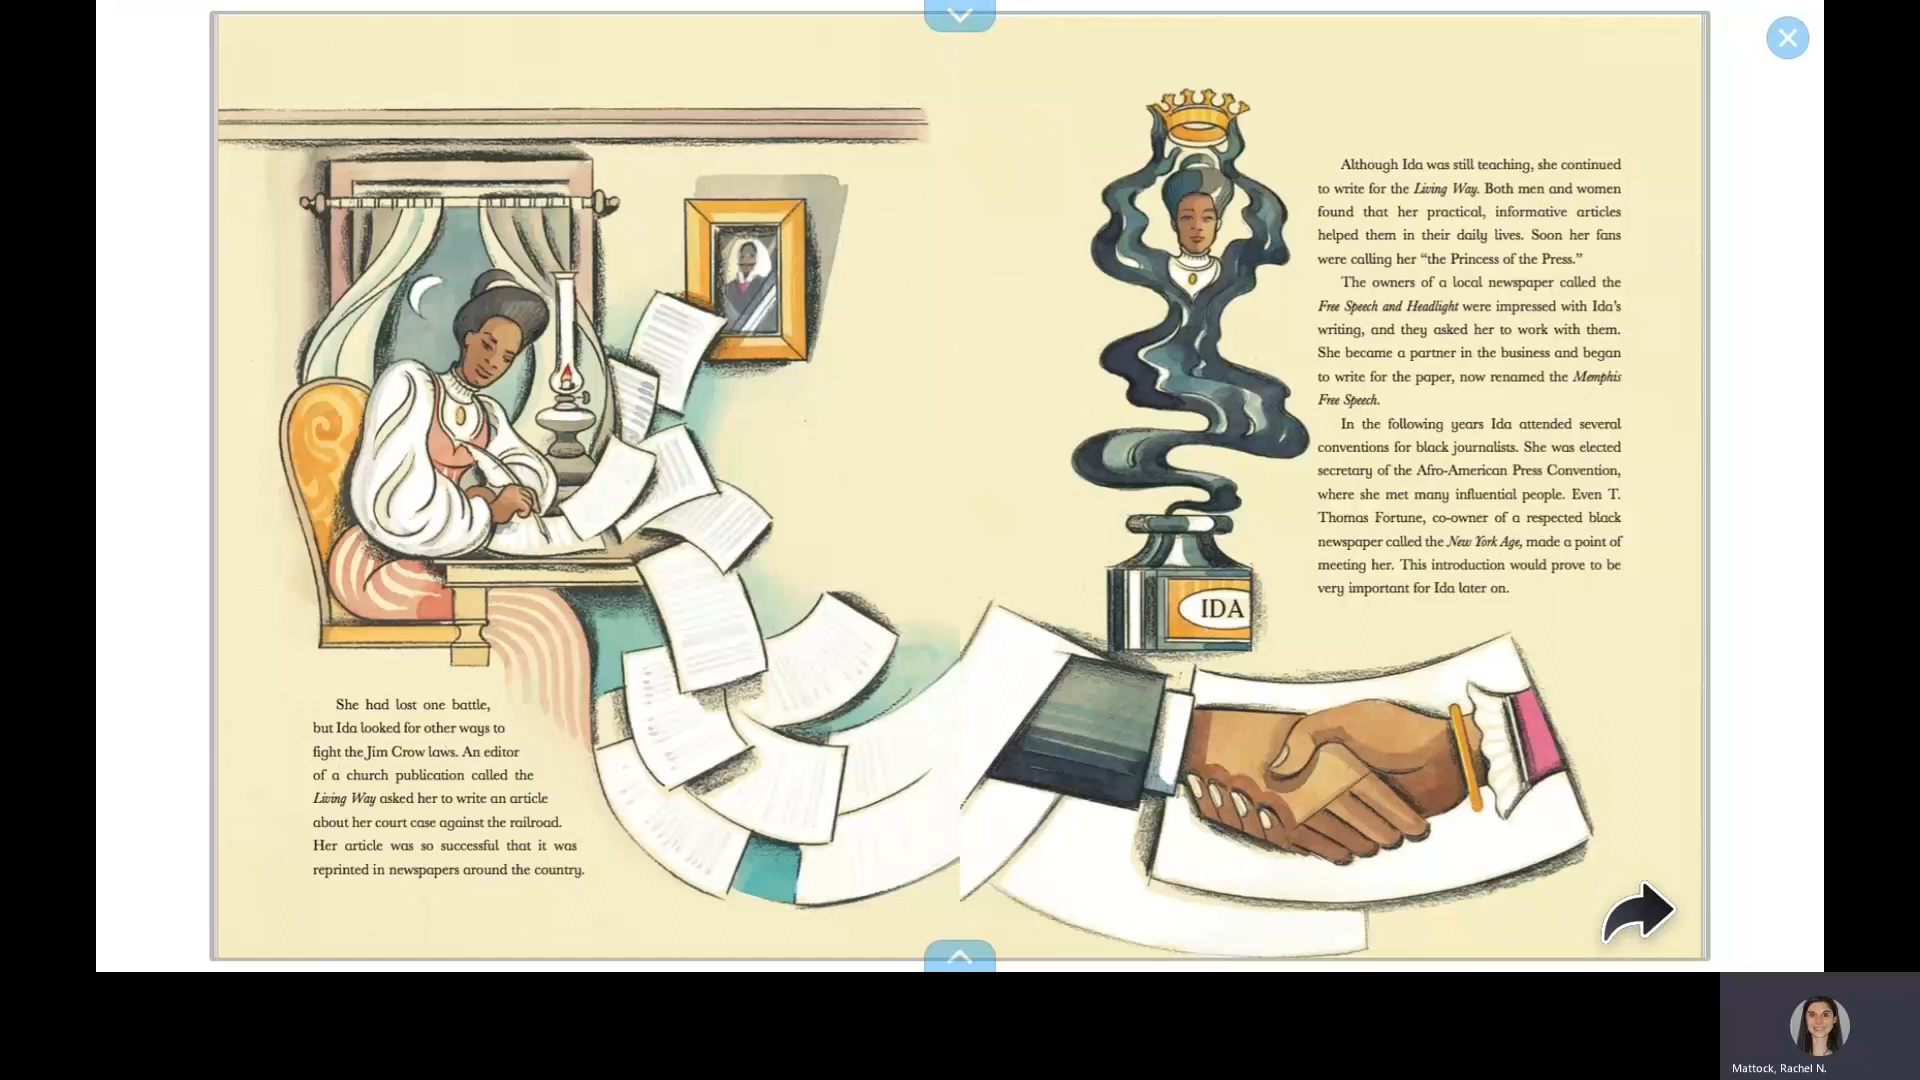 She had lost one battle,
but Ida looked for other ways to
fight the Jim Crow laws. An editor
of a church publication called the
Living Way asked her to write an article
about her court case against the railroad.
Her article was so successful that it was
reprinted in newspapers around the country.
Although Ida was still teaching, she continued
to write for the Living Way. Both men and women
found that her practical, informative articles
helped them in their daily lives. Soon her fans
were calling her “the Princess of the Press.”
The owners of a local newspaper called the
Free Speech and Headlight were impressed with Ida’s
writing, and they asked her to work with them.
She became a partner in the business and began
to write for the paper, now renamed the Memphis
Free Speech.
In the following years Ida attended several
conventions for black journalists. She was elected
secretary of the Afro-American Press Convention,
where she met many influential people. Even T.
Thomas Fortune, co-owner of a respected black
newspaper called the New York Age, made a point of
meeting her. This introduction would prove to be
very important for Ida later on.
IDA
Mattock, Rachel N.